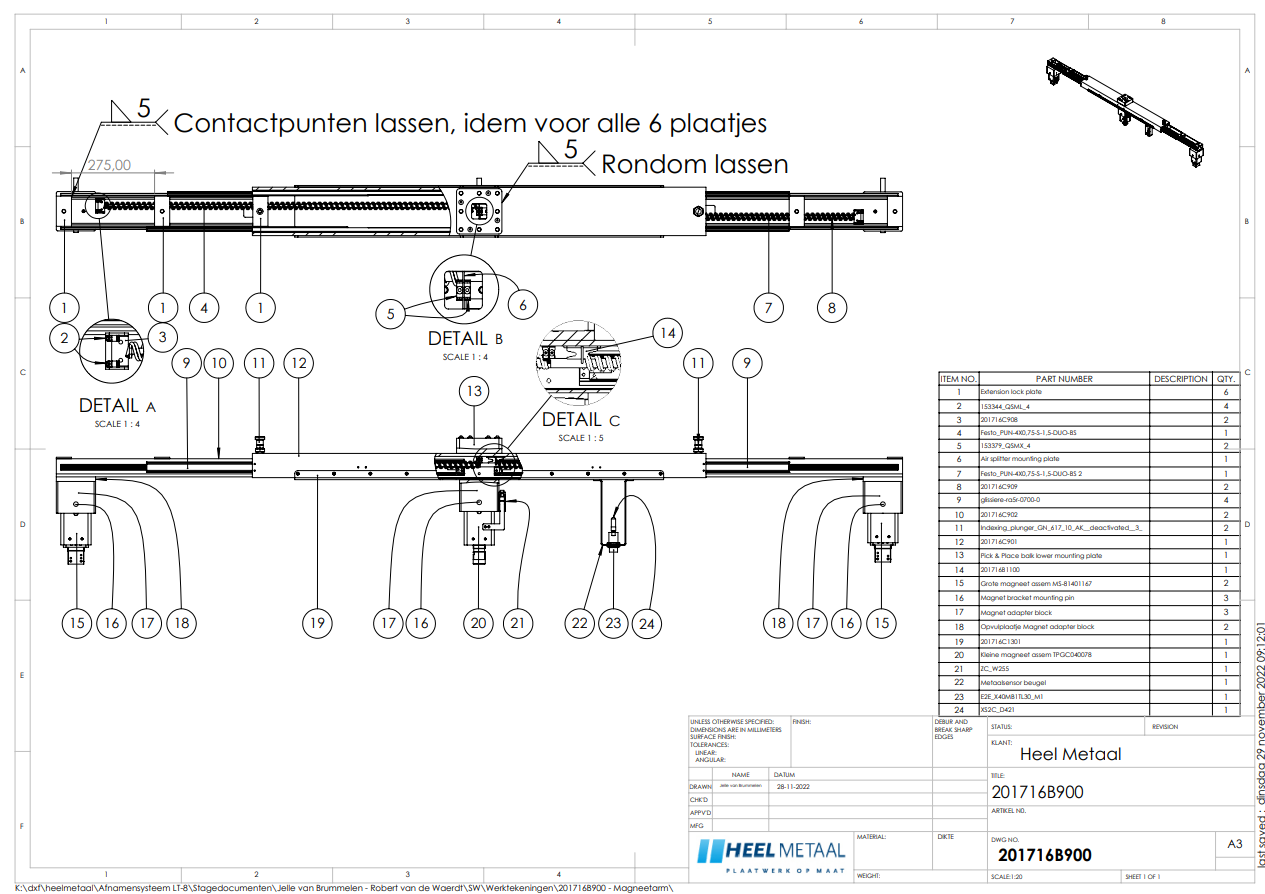 1 2 3 4 5 6 7 8
A A
5
Contactpunten lassen, idem voor alle 6 plaatjes
5
Rondom lassen
275,00
B B
1 1 4 1 5 6 7 8
2 3
DETAIL B
SCALE 1 : 4
14
C C
9 10 11 12 13 11 9
DETAIL A
SCALE 1 : 4
DETAIL C
SCALE 1 : 5
D D
15 16 17 18 19 17 16 20 21 22 23 24 18 17 16 15
ITEM NO. PART NUMBER DESCRIPTION QTY.
1 Extension lock plate 6
2 153344_QSML_4 4
3 201716C908 2
4 Festo_PUN-4X0,75-S-1,5-DUO-BS 1
5 153379_QSMX_4 2
6 Air splitter mounting plate 1
7 Festo_PUN-4X0,75-S-1,5-DUO-BS 2 1
8 201716C909 2
9 glissiere-ra5r-0700-0 4
10 201716C902 2
11 Indexing_plunger_GN_617_10_AK__deactivated__3_ 2
12 201716C901 1
13 Pick & Place balk lower mounting plate 1
14 201716B1100 1
15 Grote magneet assem MS-81401167 2
16 Magnet bracket mounting pin 3
17 Magnet adapter block 3
18 Opvulplaatje Magnet adapter block 2
19 201716C1301 1
20 Kleine magneet assem TPGC040078 1
21 ZC_W255 1
22 Metaalsensor beugel 1
23 E2E_X40MB1TL30_M1 1
24 XS2C_D421 1
E
F
UNLESS OTHERWISE SPECIFIED:
DIMENSIONS ARE IN MILLIMETERS
SURFACE FINISH:
TOLERANCES:
LINEAR:
ANGULAR:
FINISH:
DEBUR AND
BREAK SHARP
EDGES
STATUS:
REVISION
KLANT:
Heel Metaal
NAME DATUM
DRAWN Jelle van Brummelen 28-11-2022
CHK'D
APPV'D
MFG
TITLE:
201716B900
ARTIKEL N0.
HEEL METAAL
PLAATWERK OP MAAT
MATERIAL:
DIKTE
WEIGHT:
DWG NO.
201716B900
A3
SCALE:1:20
SHEET 1 OF 1
last saved : dinsdag 29 november 2022 09:12:01
1 2 3 4
K:\dxf\heelmetaal\Afnamensysteem LT-8\Stagedocumenten\Jelle van Brummelen - Robert van de Waerdt\SW\Werktekeningen\201716B900 - Magneetarm\